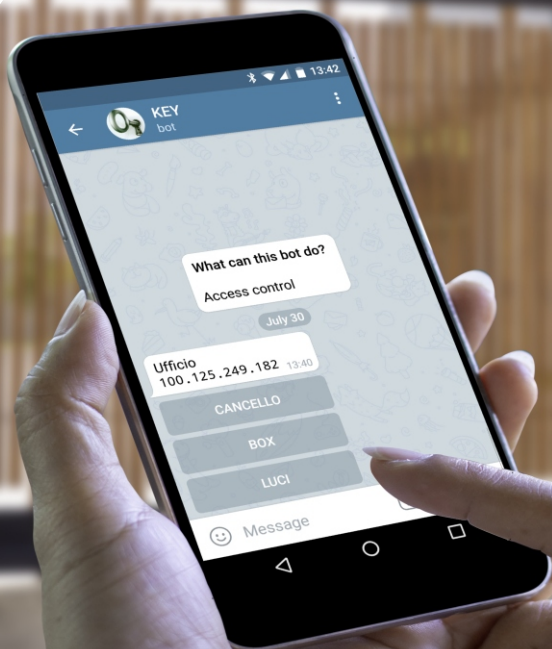 13:42
KEY
bot
What can this bot do?
Access control
July 30
Ufficio
100.125.249.182 13:40
CANCELLO
BOX
LUCI
Message